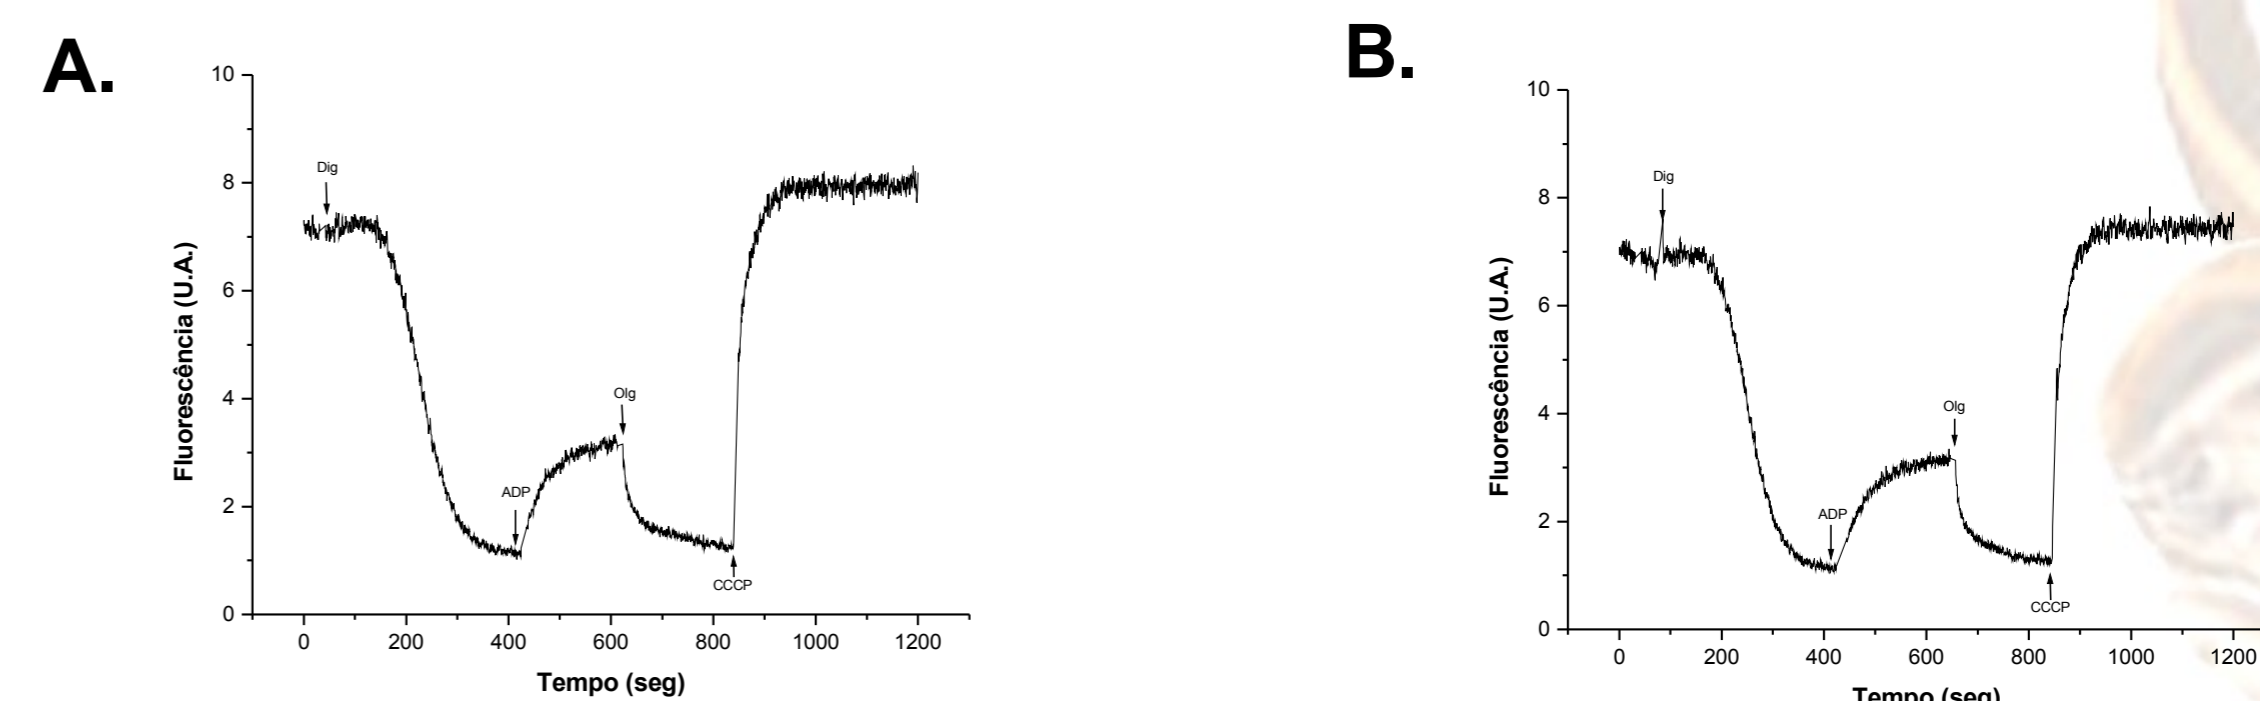 A.
10
8
6
4
2
0
Fluorescência (U.A.)
Dig
ADP
Olg
CCCP
0 200 400 600 800 1000 1200
Tempo (seg)
B.
10
8
6
4
2
0
Fluorescência (U.A.)
Dig
ADP
Olg
CCCP
0 200 400 600 800 1000 1200
Tempo (seg)